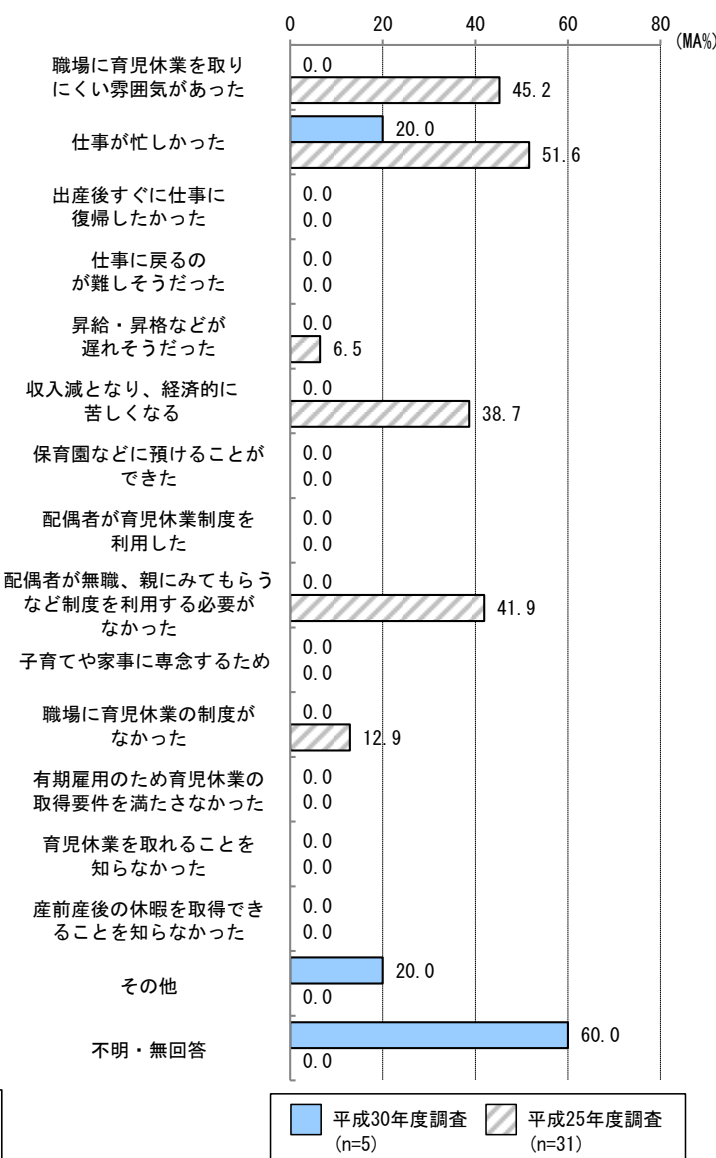 0 20 40 60 80
(MA%)
職場に育児休業を取り
にくい雰囲気があった
0.0
45.2
仕事が忙しかった
20.0
51.6
出産後すぐに仕事に
復帰したかった
0.0
0.0
仕事に戻るの
が難しそうだった
0.0
0.0
昇給・昇格などが
遅れそうだった
0.0
6.5
収入減となり、経済的に
苦しくなる
0.0
38.7
保育園などに預けることが
できた
0.0
0.0
配偶者が育児休業制度を
利用した
0.0
0.0
配偶者が無職、親にみてもらう
など制度を利用する必要が
なかった
0.0
41.9
子育てや家事に専念するため
0.0
0.0
職場に育児休業の制度が
なかった
0.0
12.9
有期雇用のため育児休業の
取得要件を満たさなかった
0.0
0.0
育児休業を取れることを
知らなかった
0.0
0.0
産前産後の休暇を取得でき
ることを知らなかった
0.0
0.0
その他
20.0
0.0
不明・無回答
60.0
0.0
平成30年度調査
(n=5)
平成25年度調査
(n=31)